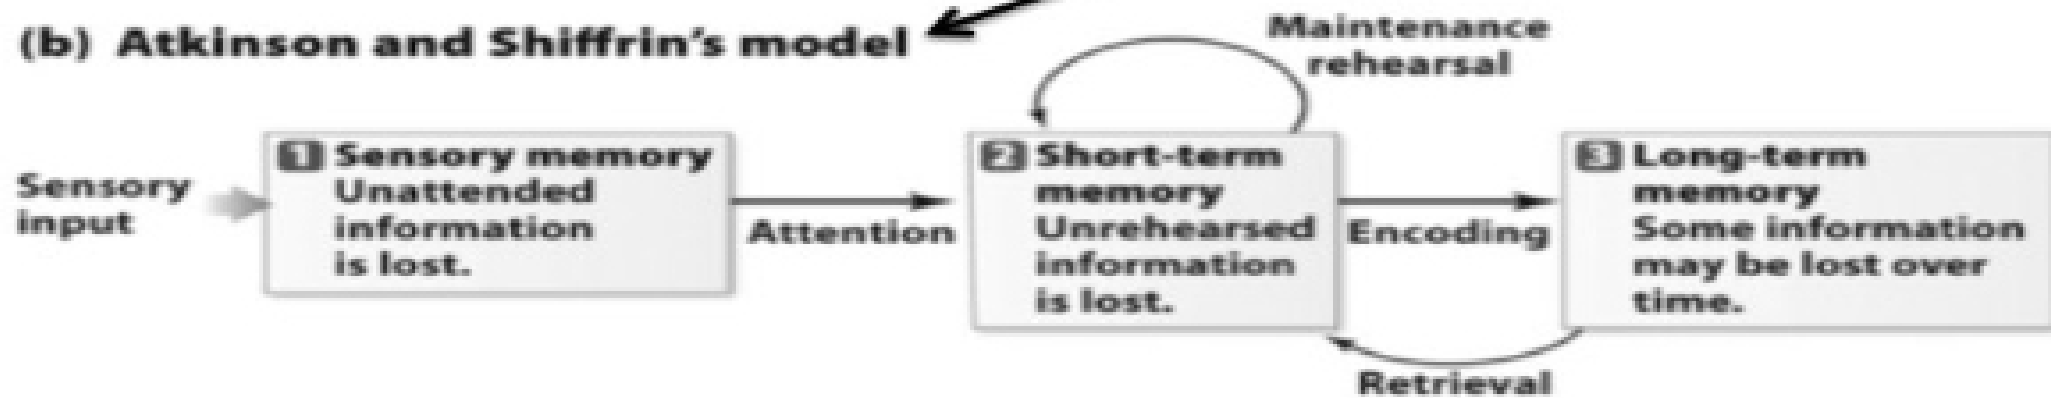 (b) Atkinson and Shiffrin's model
Maintenance
rehearsal
Sensory
input
1 Sensory memory
Unattended
information
is lost.
Attention
2 Short-term
memory
Unrehearsed
information
is lost.
Encoding
3 Long-term
memory
Some information
may be lost over
time.
Retrieval